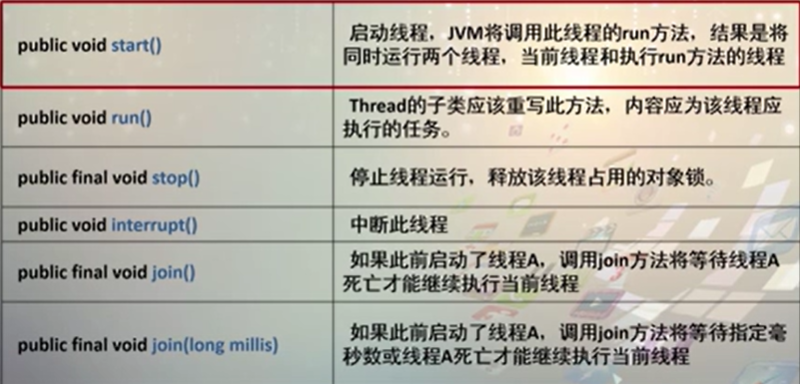 public void start()
启动线程，JVM将调用此线程的run方法，结果是将
同时运行两个线程，当前线程和执行run方法的线程
public void run()
Thread的子类应该重写此方法，内容应为该线程应
执行的任务。
public final void stop()
停止线程运行，释放该线程占用的对象锁。
public void interrupt()
中断此线程
public final void join()
如果此前启动了线程A，调用join方法将等待线程A
死亡才能继续执行当前线程
public final void join(long millis)
如果此前启动了线程A，调用join方法将等待指定毫
秒数或线程A死亡才能继续执行当前线程